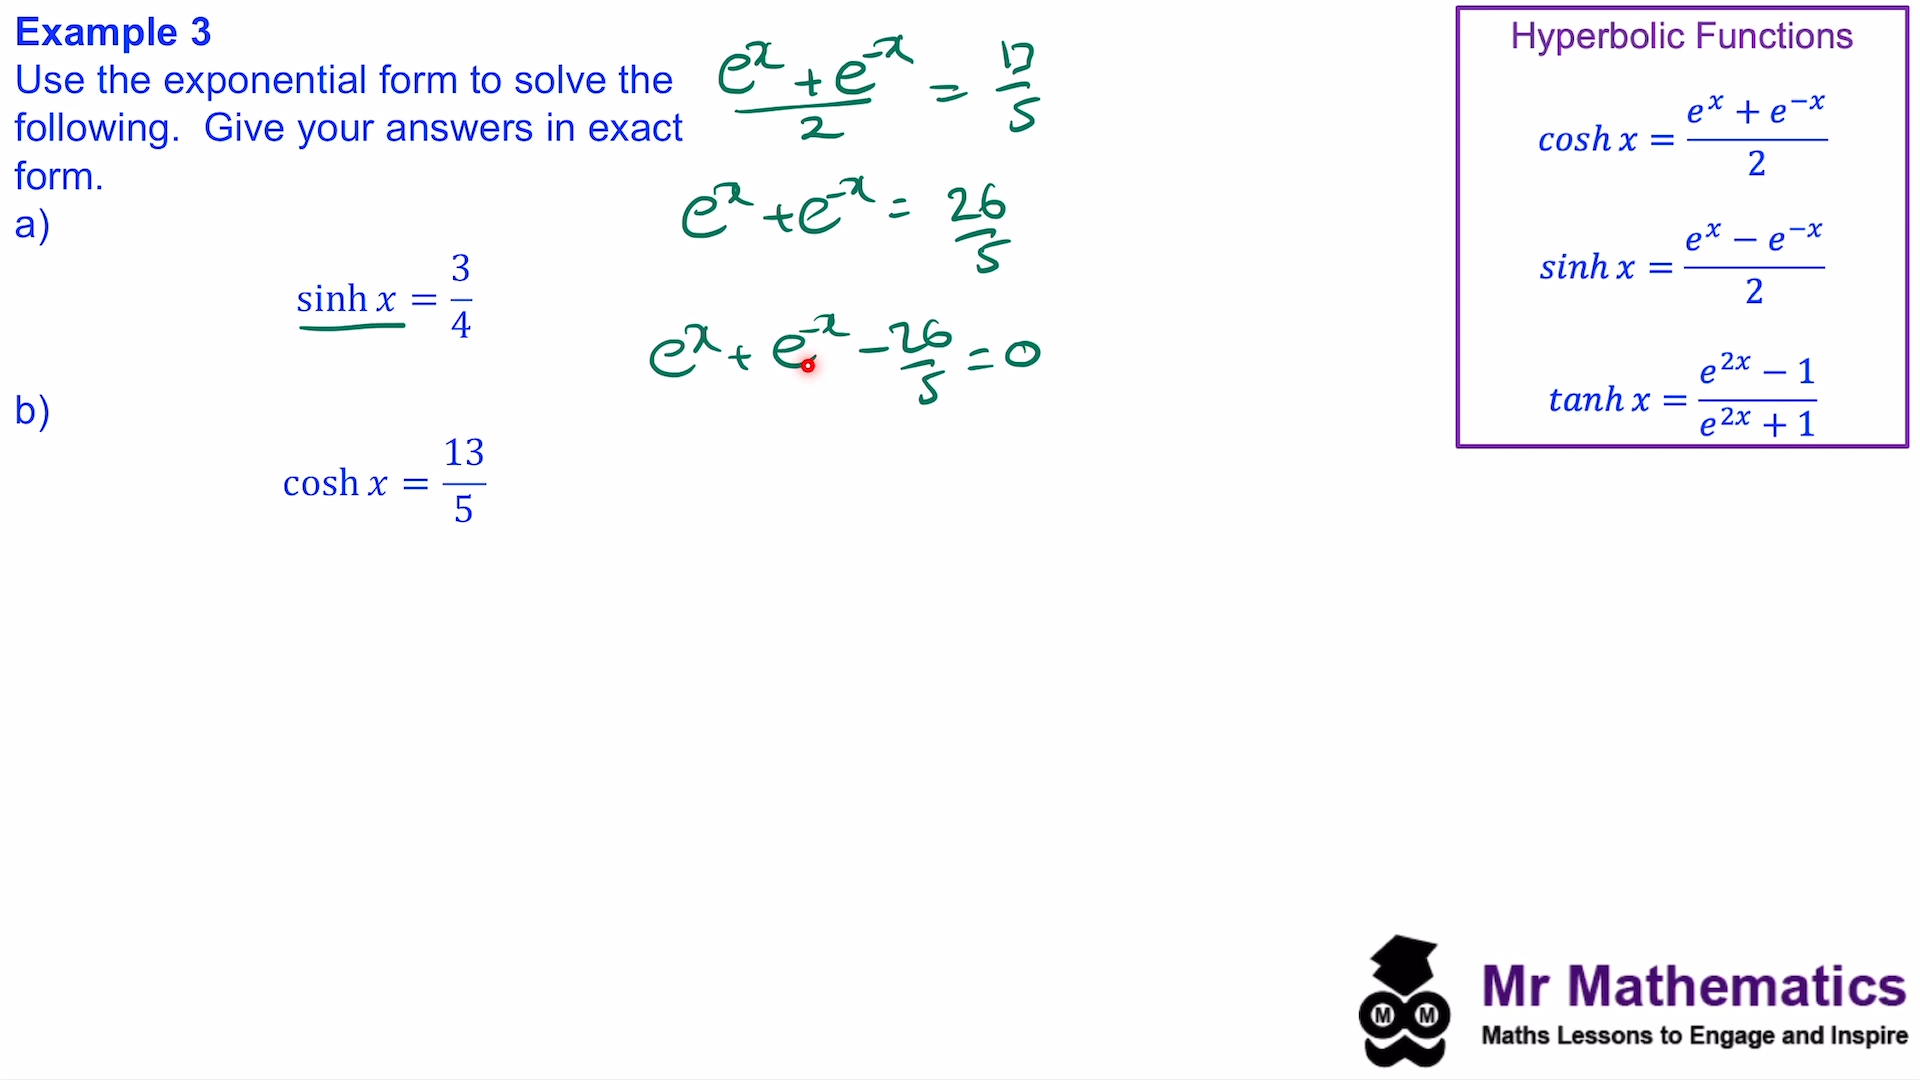 Example 3
Use the exponential form to solve the
following. Give your answers in exact
form.
a)
sinh x = 3/4
b)
cosh x = 13/5
(e^x + e^-x)/2 = 13/5
e^x + e^-x = 26/5
e^x + e^-x - 26/5 = 0
Hyperbolic Functions
cosh x = (e^x + e^−x)/2
sinh x = (e^x − e^−x)/2
tanh x = (e^2x − 1)/(e^2x + 1)
M M
Mr Mathematics
Maths Lessons to Engage and Inspire